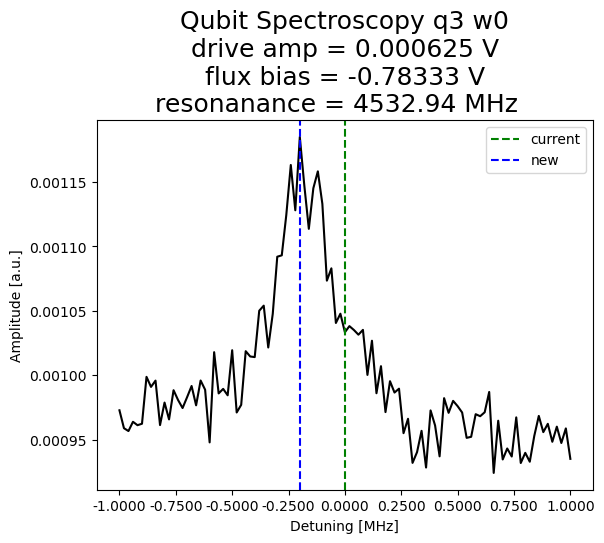 Qubit Spectroscopy q3 w0
drive amp = 0.000625 V
flux bias = -0.78333 V
resonanance = 4532.94 MHz
current
new
Amplitude [a.u.]
0.00115
0.00110
0.00105
0.00100
0.00095
-1.0000 -0.7500 -0.5000 -0.2500 0.0000 0.2500 0.5000 0.7500 1.0000
Detuning [MHz]